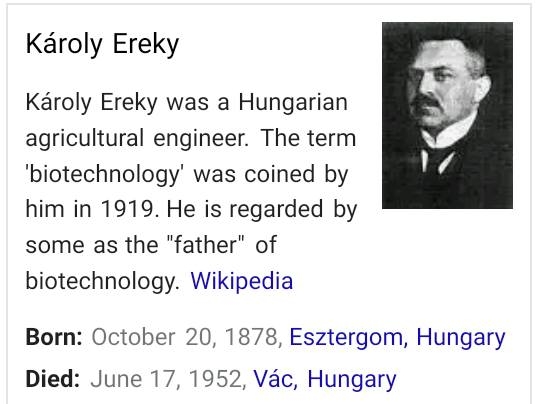 Károly Ereky
Károly Ereky was a Hungarian
agricultural engineer. The term
'biotechnology' was coined by
him in 1919. He is regarded by
some as the "father" of
biotechnology. Wikipedia
Born: October 20, 1878, Esztergom, Hungary
Died: June 17, 1952, Vác, Hungary